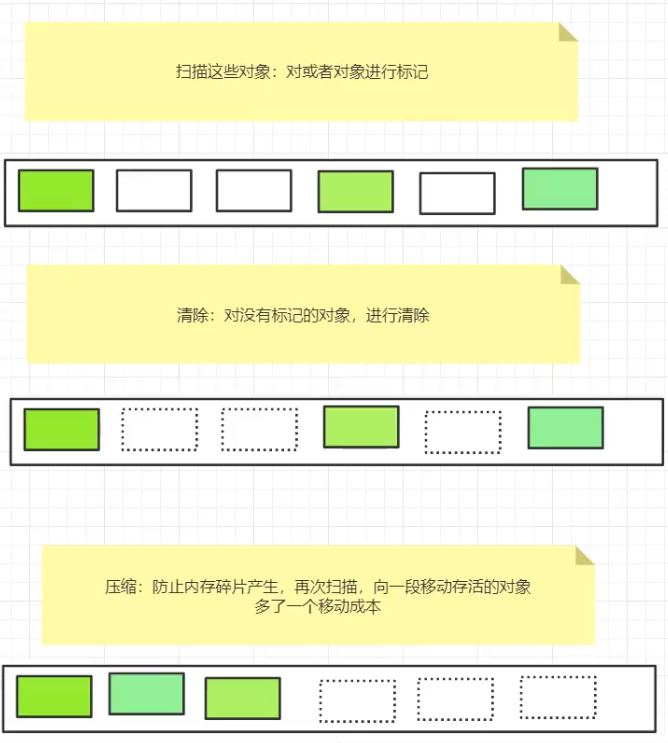 扫描这些对象：对或者对象进行标记
清除：对没有标记的对象，进行清除
压缩：防止内存碎片产生，再次扫描，向一段移动存活的对象
多了一个移动成本